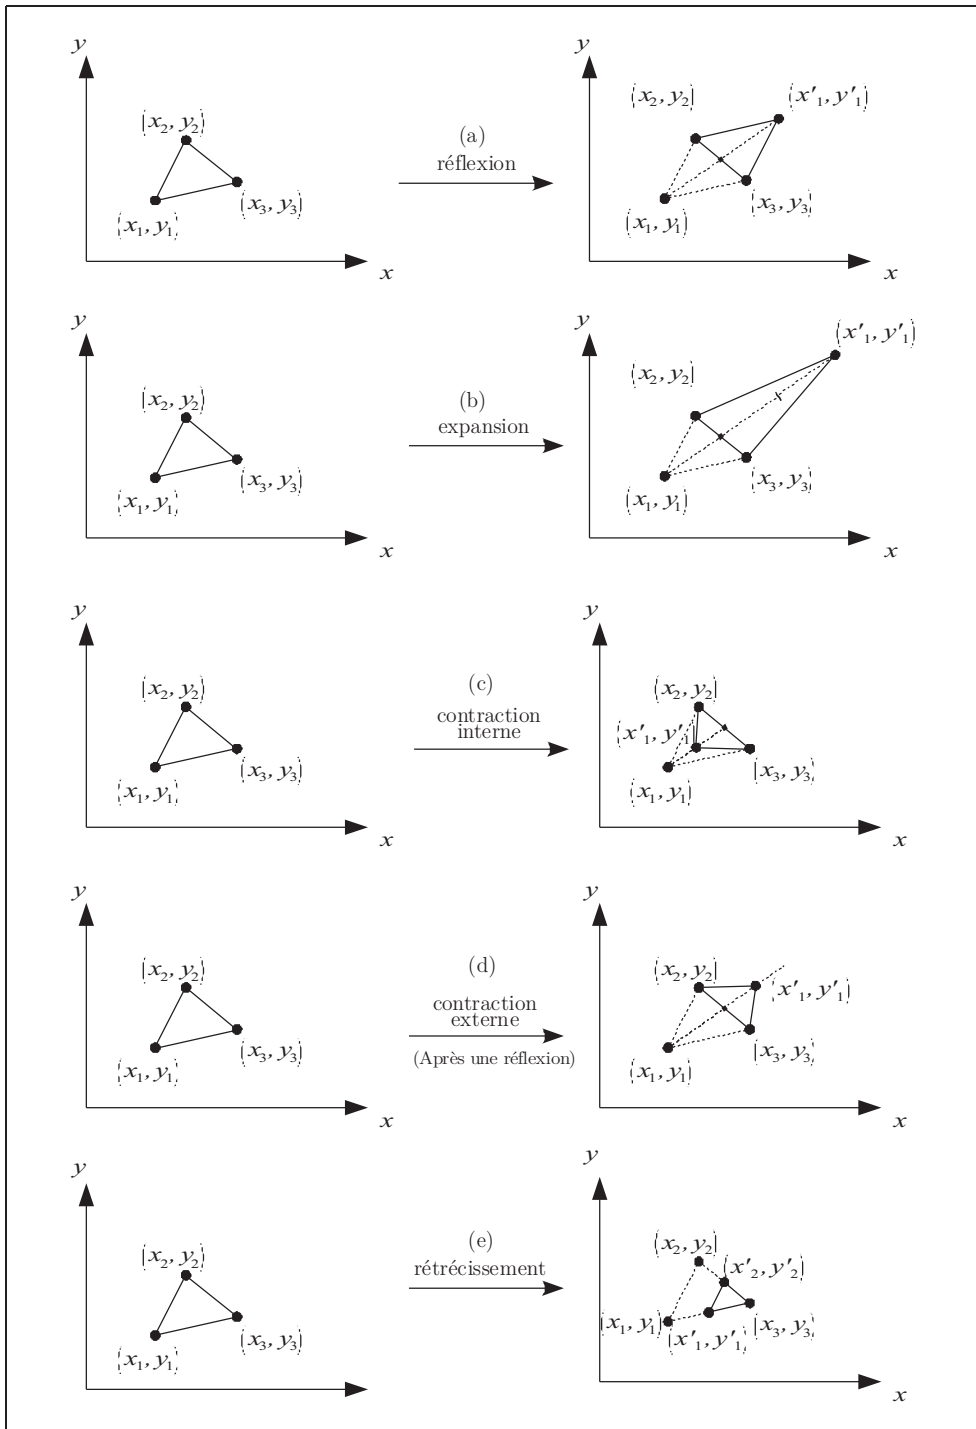 y
(x₂, y₂)
(x₃, y₃)
(x₁, y₁)
x
(a)
réflexion
y
(x₂, y₂)
(x'₁, y'₁)
(x₃, y₃)
(x₁, y₁)
x
y
(x₂, y₂)
(x₃, y₃)
(x₁, y₁)
x
(b)
expansion
y
(x'₁, y'₁)
(x₂, y₂)
(x₃, y₃)
(x₁, y₁)
x
y
(x₂, y₂)
(x₃, y₃)
(x₁, y₁)
x
(c)
contraction
interne
y
(x₂, y₂)
(x'₁, y'₁)
(x₃, y₃)
(x₁, y₁)
x
y
(x₂, y₂)
(x₃, y₃)
(x₁, y₁)
x
(d)
contraction
externe
(Après une réflexion)
y
(x₂, y₂)
(x'₁, y'₁)
(x₃, y₃)
(x₁, y₁)
x
y
(x₂, y₂)
(x₃, y₃)
(x₁, y₁)
(e)
rétrécissement
y
(x₂, y₂)
(x'₂, y'₂)
(x₁, y₁)
(x₃, y₃)
(x'₁, y'₁)
x